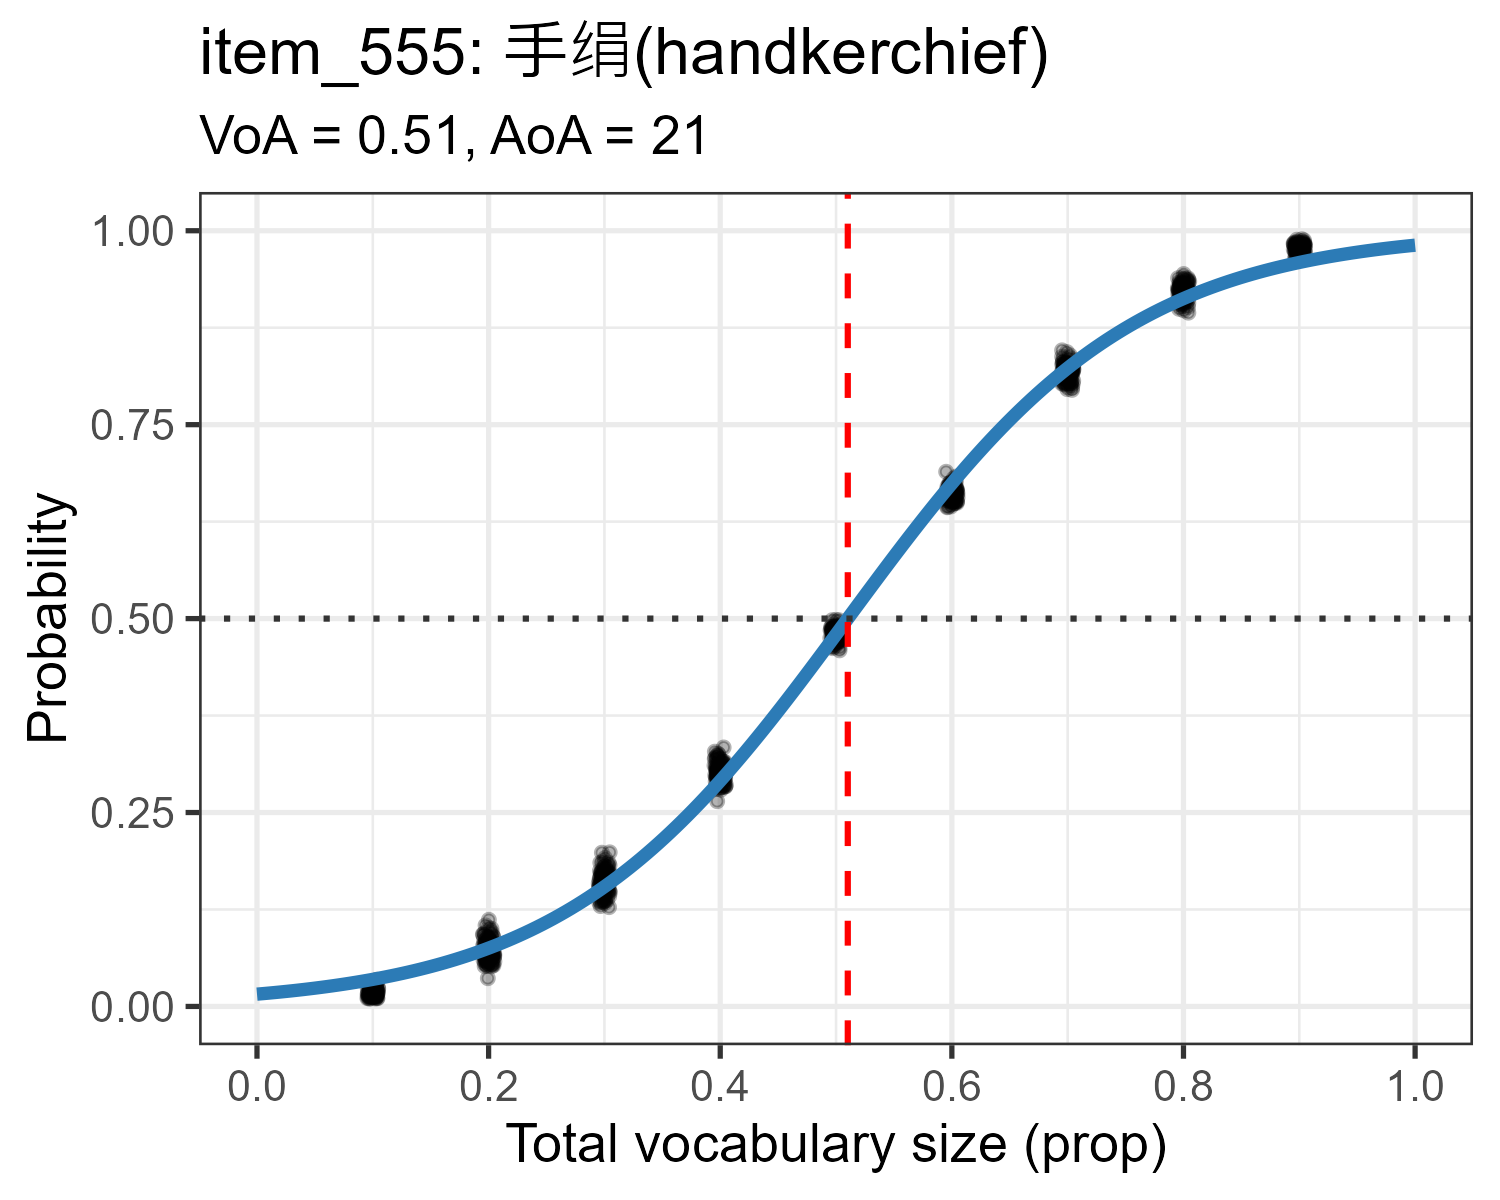 item_555: 手绢(handkerchief)
VoA = 0.51, AoA = 21
1.00
0.75
0.50
0.25
0.00
Probability
0.0 0.2 0.4 0.6 0.8 1.0
Total vocabulary size (prop)